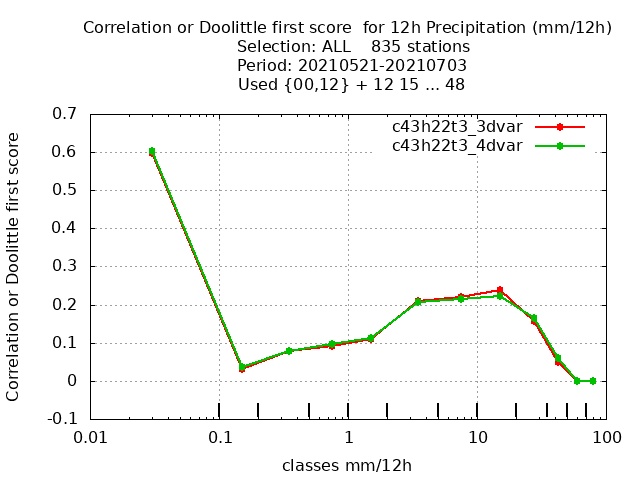 Correlation or Doolittle first score  for 12h Precipitation (mm/12h)
Selection: ALL    835 stations
Period: 20210521-20210703
Used {00,12} + 12 15 ... 48
c43h22t3_3dvar
c43h22t3_4dvar
Correlation or Doolittle first score
0.7
0.6
0.5
0.4
0.3
0.2
0.1
0
-0.1
0.01
0.1
1
10
100
classes mm/12h